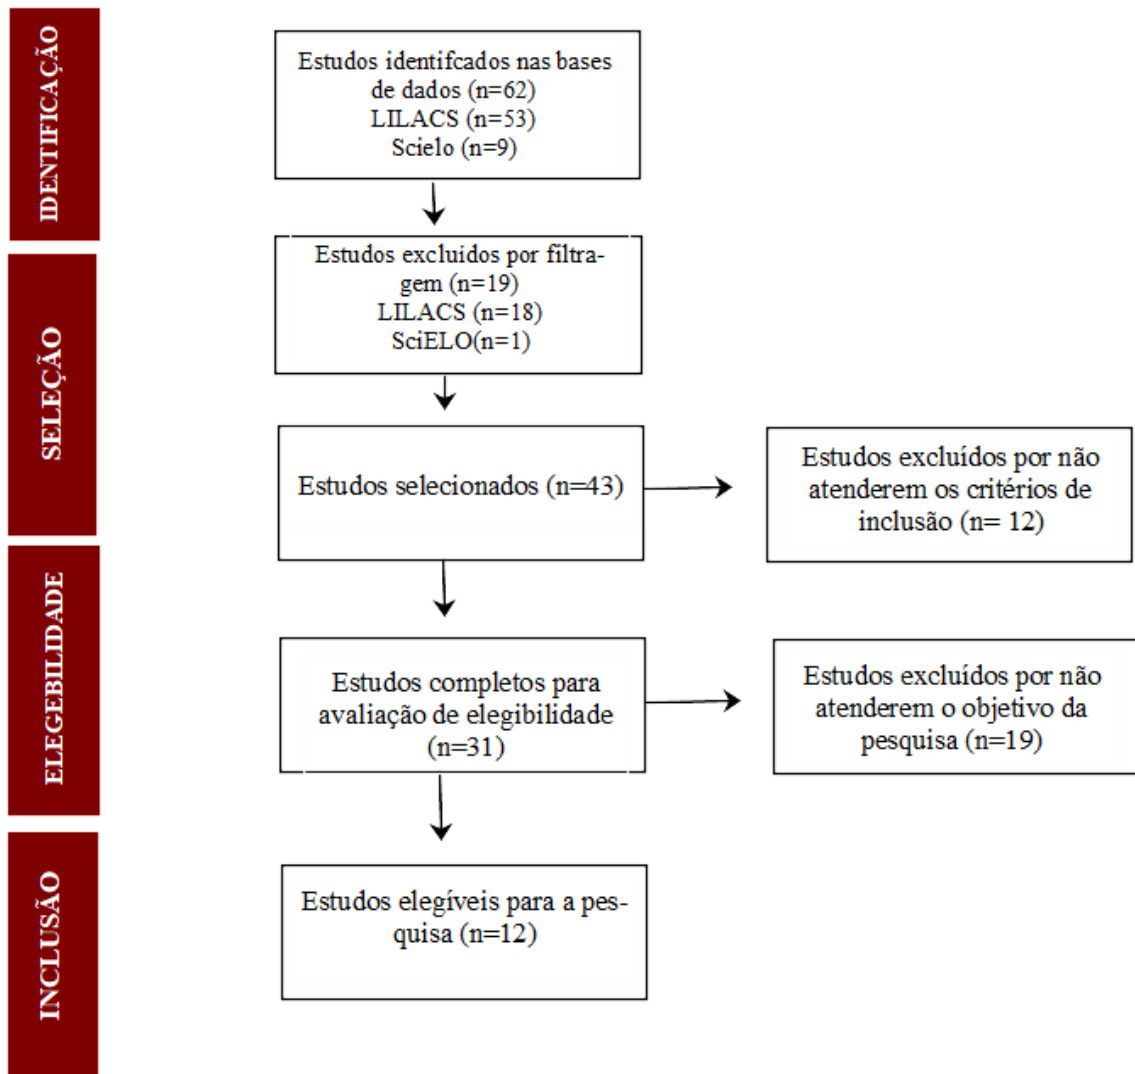 IDENTIFICAÇÃO
Estudos identifcados nas bases
de dados (n=62)
LILACS (n=53)
Scielo (n=9)
SELEÇÃO
Estudos excluídos por filtra-
gem (n=19)
LILACS (n=18)
SciELO(n=1)
Estudos selecionados (n=43)
Estudos excluídos por não
atenderem os critérios de
inclusão (n= 12)
ELEGEBILIDADE
Estudos completos para
avaliação de elegibilidade
(n=31)
Estudos excluídos por não
atenderem o objetivo da
pesquisa (n=19)
INCLUSÃO
Estudos elegíveis para a pes-
quisa (n=12)